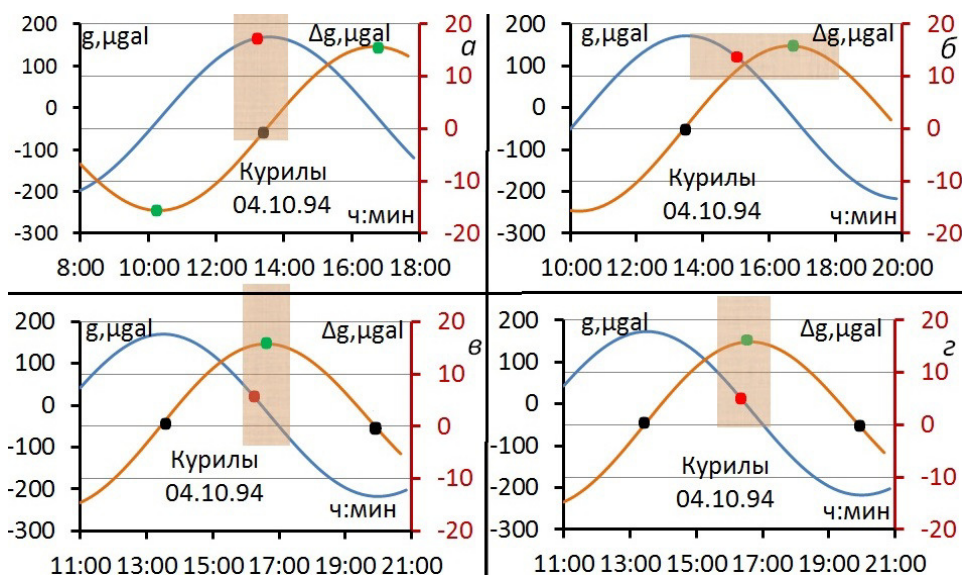 200 g,μgal Δg,μgal 20 а
100 10
0 0
-100 Курилы
-200 04.10.94 -10
-300 ч:мин -20
8:00 10:00 12:00 14:00 16:00 18:00
200 g,μgal Δg,μgal 20 б
100 10
0 0
-100 Курилы
-200 04.10.94 -10
-300 ч:мин -20
10:00 12:00 14:00 16:00 18:00 20:00
200 g,μgal Δg,μgal 20 в
100 10
0 0
-100 Курилы
-200 04.10.94 -10
-300 ч:мин -20
11:00 13:00 15:00 17:00 19:00 21:00
200 g,μgal Δg,μgal 20 г
100 10
0 0
-100 Курилы
-200 04.10.94 -10
-300 ч:мин -20
11:00 13:00 15:00 17:00 19:00 21:00